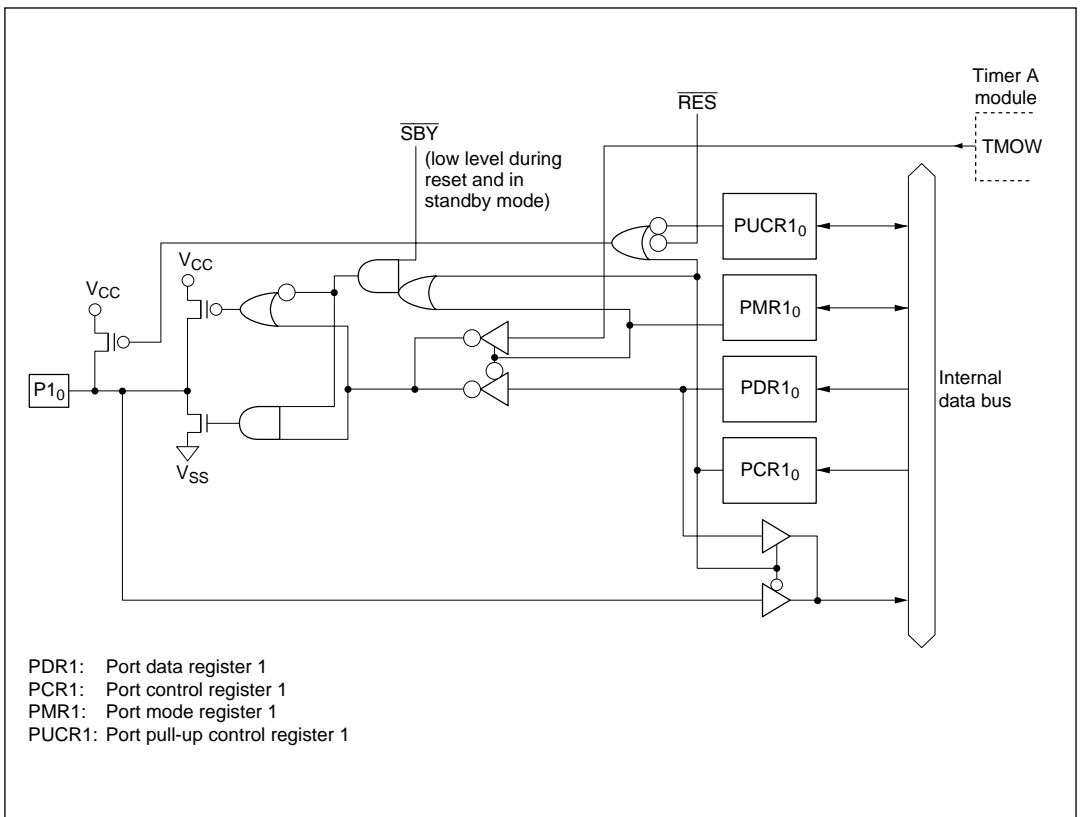 Timer A
module
TMOW
RES
SBY
(low level during
reset and in
standby mode)
PUCR1₀
VCC
VCC
PMR1₀
P1₀
PDR1₀
Internal
data bus
PCR1₀
VSS
PDR1: Port data register 1
PCR1: Port control register 1
PMR1: Port mode register 1
PUCR1: Port pull-up control register 1